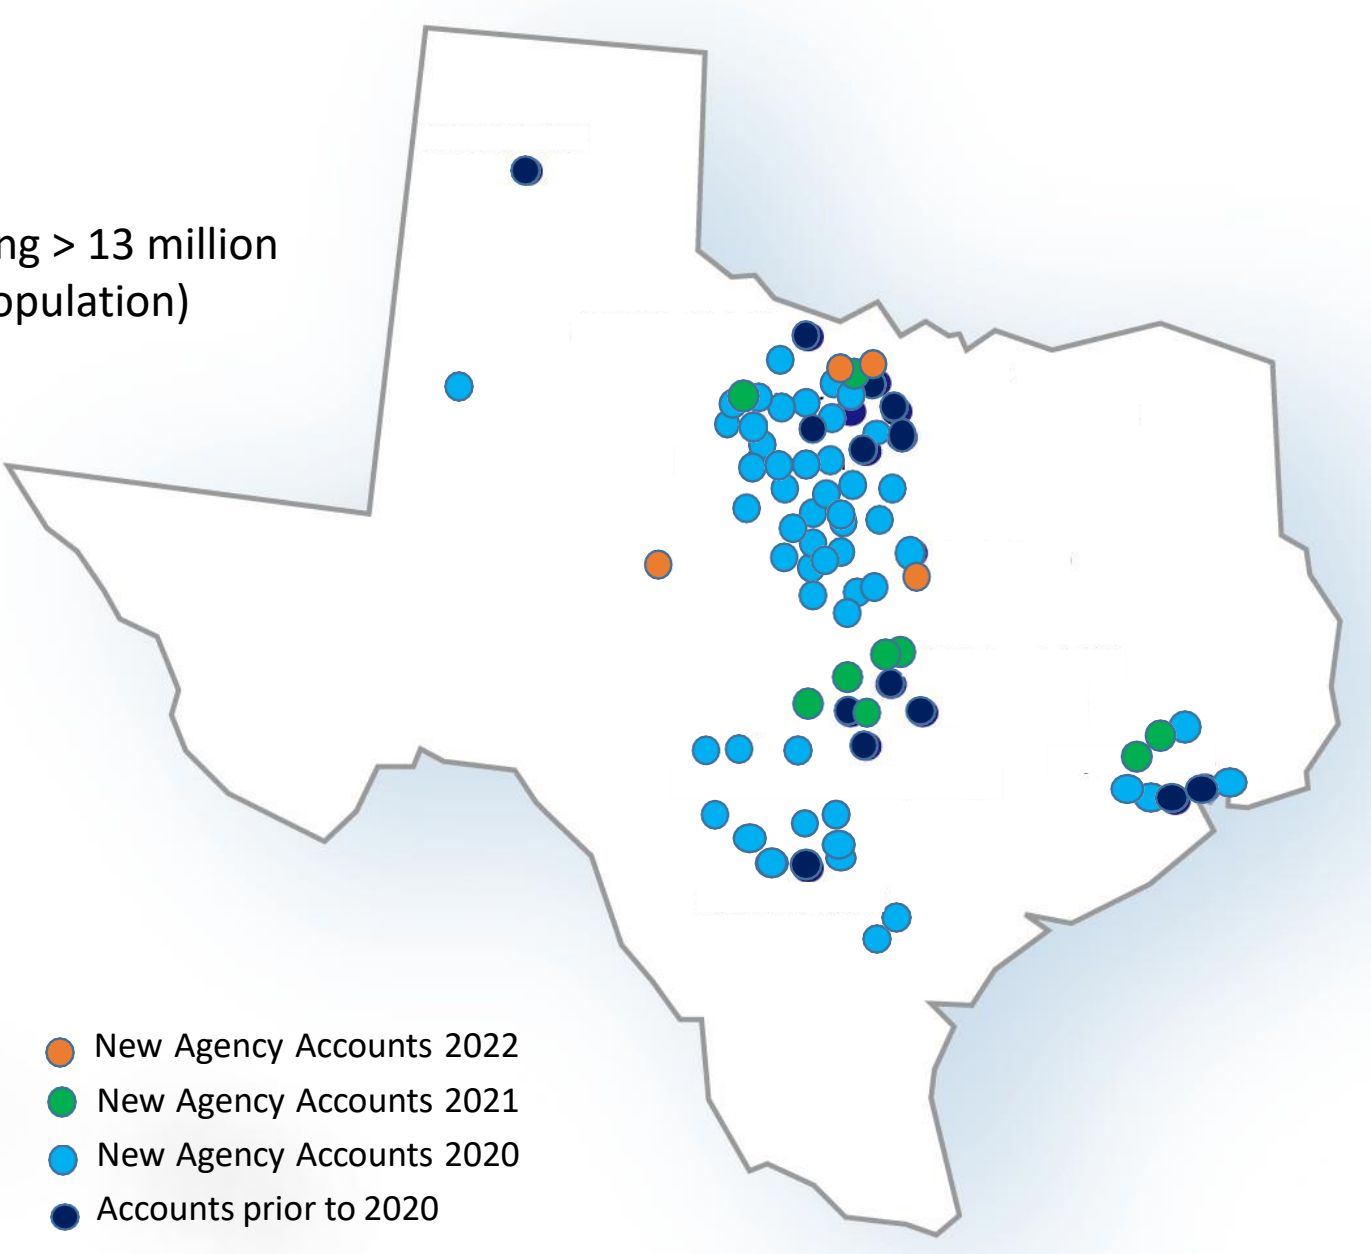 ng > 13 million
opulation)
New Agency Accounts 2022
New Agency Accounts 2021
New Agency Accounts 2020
Accounts prior to 2020